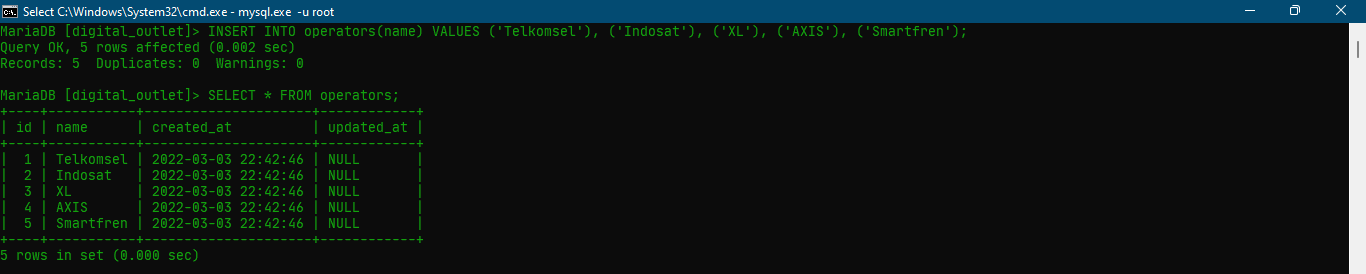 Select C:\Windows\System32\cmd.exe - mysql.exe  -u root
MariaDB [digital_outlet]> INSERT INTO operators(name) VALUES ('Telkomsel'), ('Indosat'), ('XL'), ('AXIS'), ('Smartfren');
Query OK, 5 rows affected (0.002 sec)
Records: 5  Duplicates: 0  Warnings: 0

MariaDB [digital_outlet]> SELECT * FROM operators;
+----+-----------+---------------------+------------+
| id | name      | created_at          | updated_at |
+----+-----------+---------------------+------------+
|  1 | Telkomsel | 2022-03-03 22:42:46 | NULL       |
|  2 | Indosat   | 2022-03-03 22:42:46 | NULL       |
|  3 | XL        | 2022-03-03 22:42:46 | NULL       |
|  4 | AXIS      | 2022-03-03 22:42:46 | NULL       |
|  5 | Smartfren | 2022-03-03 22:42:46 | NULL       |
+----+-----------+---------------------+------------+
5 rows in set (0.000 sec)